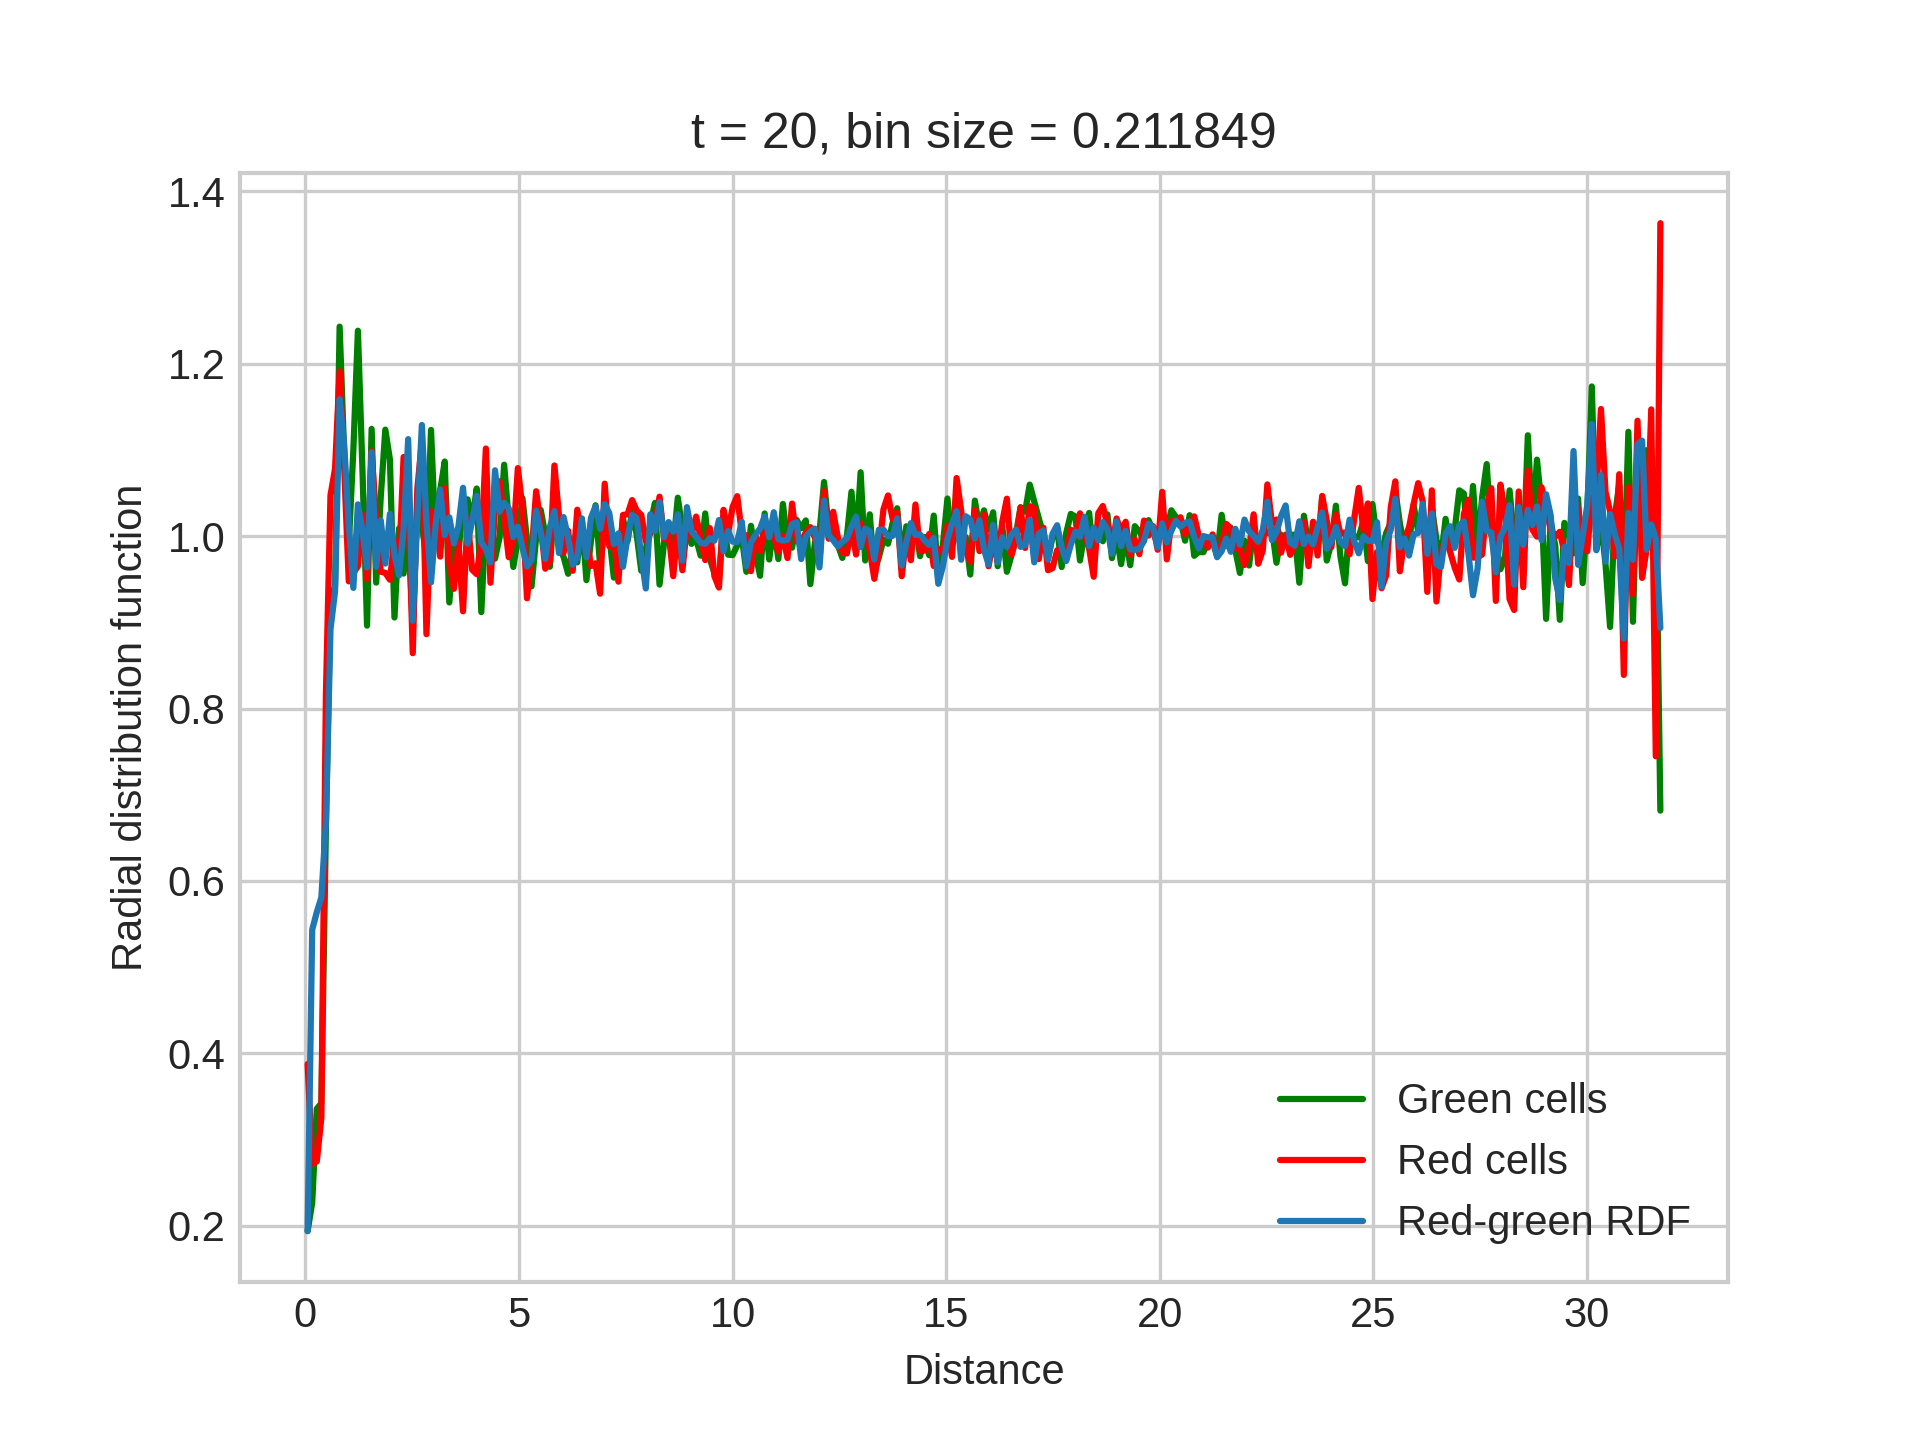 t = 20, bin size = 0.211849
Radial distribution function
1.4
1.2
1.0
0.8
0.6
0.4
0.2
Green cells
Red cells
Red-green RDF
0 5 10 15 20 25 30
Distance